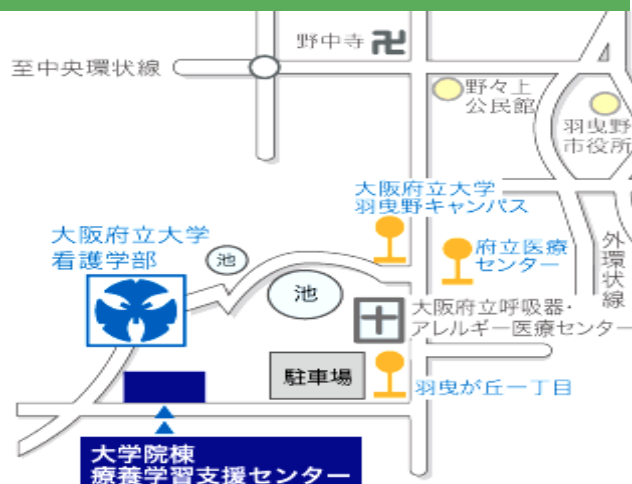 野中寺
至中央環状線
野々上
公民館
羽曳野
市役所
大阪府立大学
羽曳野キャンパス
大阪府立大学
看護学部
池
府立医療
センター
外環状線
池
大阪府立呼吸器・
アレルギー医療センター
駐車場
羽曳が丘一丁目
大学院棟
療養学習支援センター